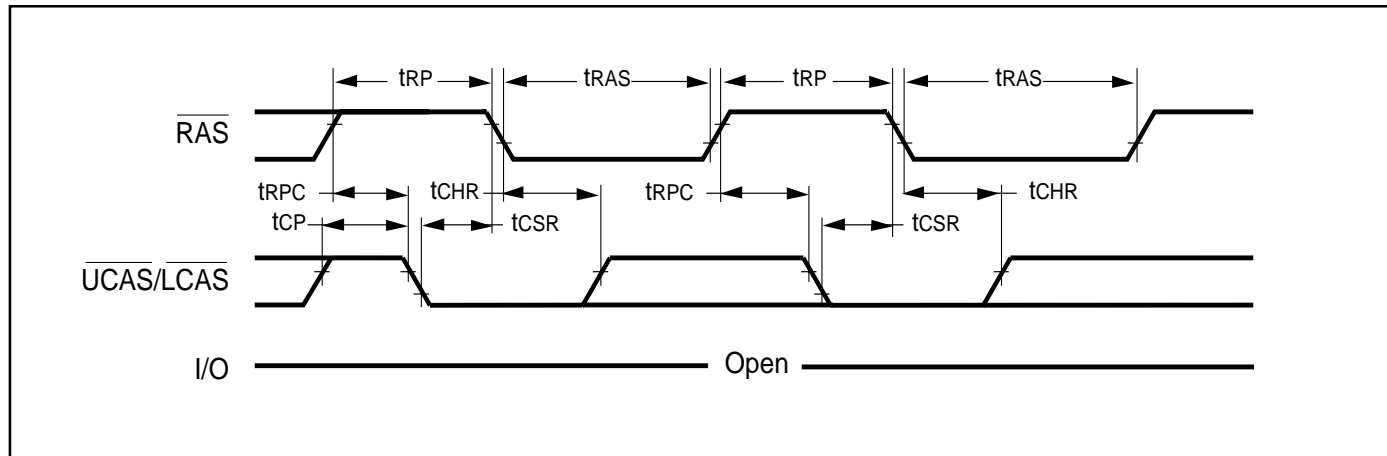 tRP tRAS tRP tRAS
RAS
tRPC tCHR tRPC tCHR
tCP tCSR tCSR
UCAS/LCAS
I/O Open